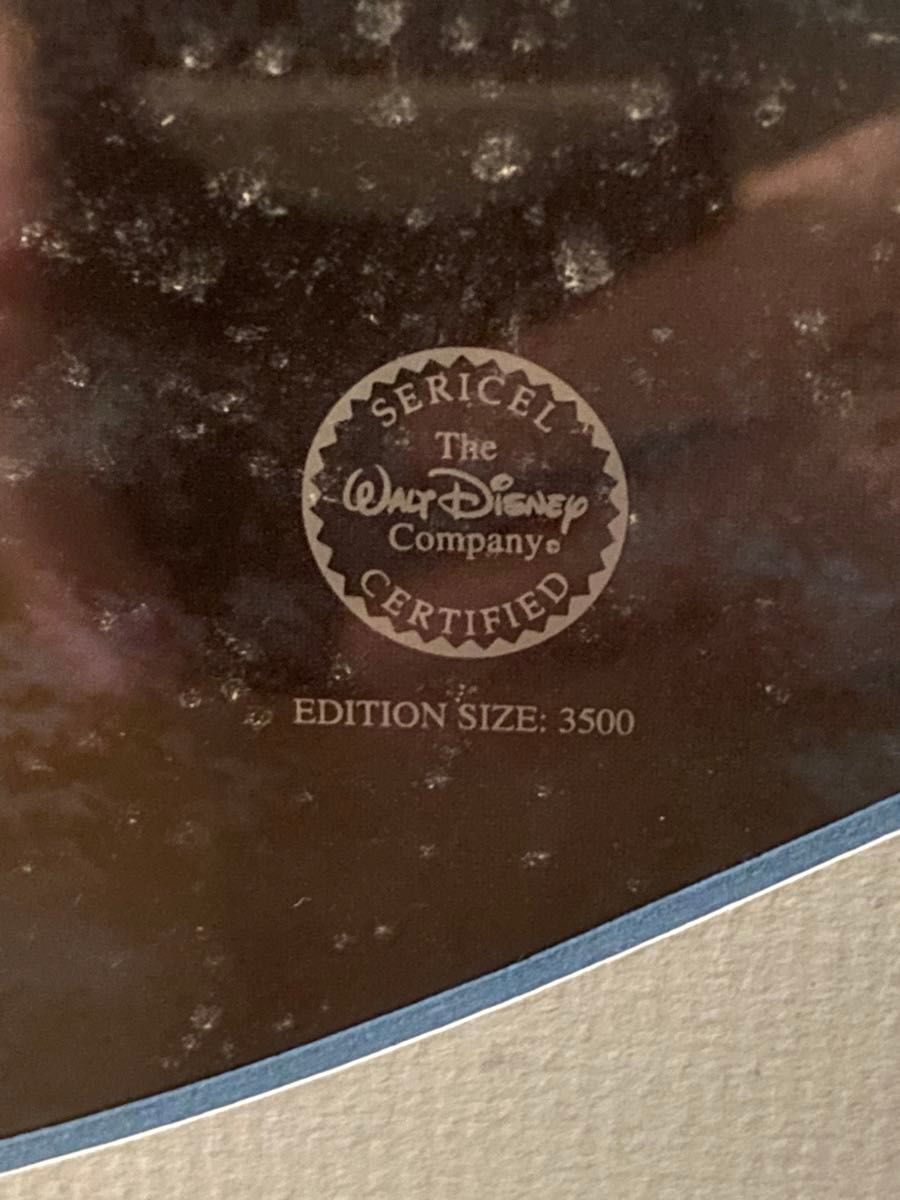 SERICEL
The
WALT DISNEY
Company©
CERTIFIED
EDITION SIZE: 3500